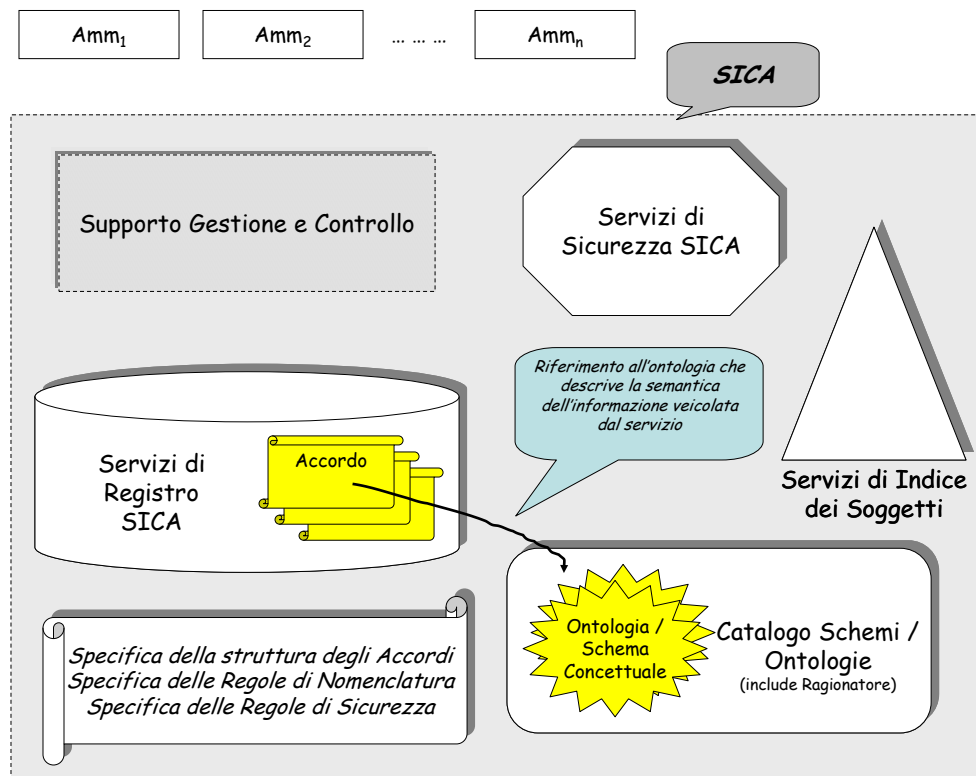 Amm1
Amm2
... ... ...
Ammn
SICA
Supporto Gestione e Controllo
Servizi di
Sicurezza SICA
Riferimento all'ontologia che
descrive la semantica
dell'informazione veicolata
dal servizio
Servizi di
Registro
SICA
Accordo
Servizi di Indice
dei Soggetti
Ontologia /
Schema
Concettuale
Catalogo Schemi /
Ontologie
(include Ragionatore)
Specifica della struttura degli Accordi
Specifica delle Regole di Nomenclatura
Specifica delle Regole di Sicurezza